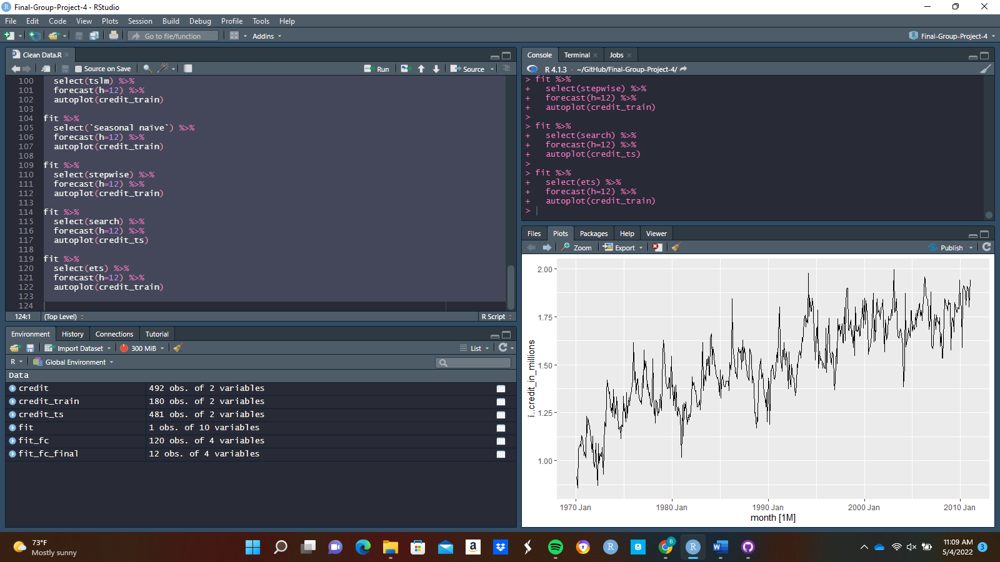 Final-Group-Project-4 - RStudio
File Edit Code View Plots Session Build Debug Profile Tools Help
Go to file/function Addins Final-Group-Project-4
Clean Data.R
Source on Save Run Source
100 select(tslm) %>%
101 forecast(h=12) %>%
102 autoplot(credit_train)
103
104 fit %>%
105 select(`Seasonal naïve`) %>%
106 forecast(h=12) %>%
107 autoplot(credit_train)
108
109 fit %>%
110 select(stepwise) %>%
111 forecast(h=12) %>%
112 autoplot(credit_train)
113
114 fit %>%
115 select(search) %>%
116 forecast(h=12) %>%
117 autoplot(credit_ts)
118
119 fit %>%
120 select(ets) %>%
121 forecast(h=12) %>%
122 autoplot(credit_train)
123
124
124:1 (Top Level) R Script
Environment History Connections Tutorial
Import Dataset 300 MiB List
R Global Environment
Data
credit 492 obs. of 2 variables
credit_train 180 obs. of 2 variables
credit_ts 481 obs. of 2 variables
fit 1 obs. of 10 variables
fit_fc 120 obs. of 4 variables
fit_fc_final 12 obs. of 4 variables
Console Terminal Jobs
R 4.1.3 · ~/GitHub/Final-Group-Project-4/
> fit %>%
+ select(stepwise) %>%
+ forecast(h=12) %>%
+ autoplot(credit_train)
>
> fit %>%
+ select(search) %>%
+ forecast(h=12) %>%
+ autoplot(credit_ts)
>
> fit %>%
+ select(ets) %>%
+ forecast(h=12) %>%
+ autoplot(credit_train)
>
Files Plots Packages Help Viewer
Zoom Export Publish
2.00
1.75
1.50
1.25
1.00
ï..credit_in_millions
1970 Jan 1980 Jan 1990 Jan 2000 Jan 2010 Jan
month [1M]
73°F
Mostly sunny
11:09 AM
5/4/2022
3